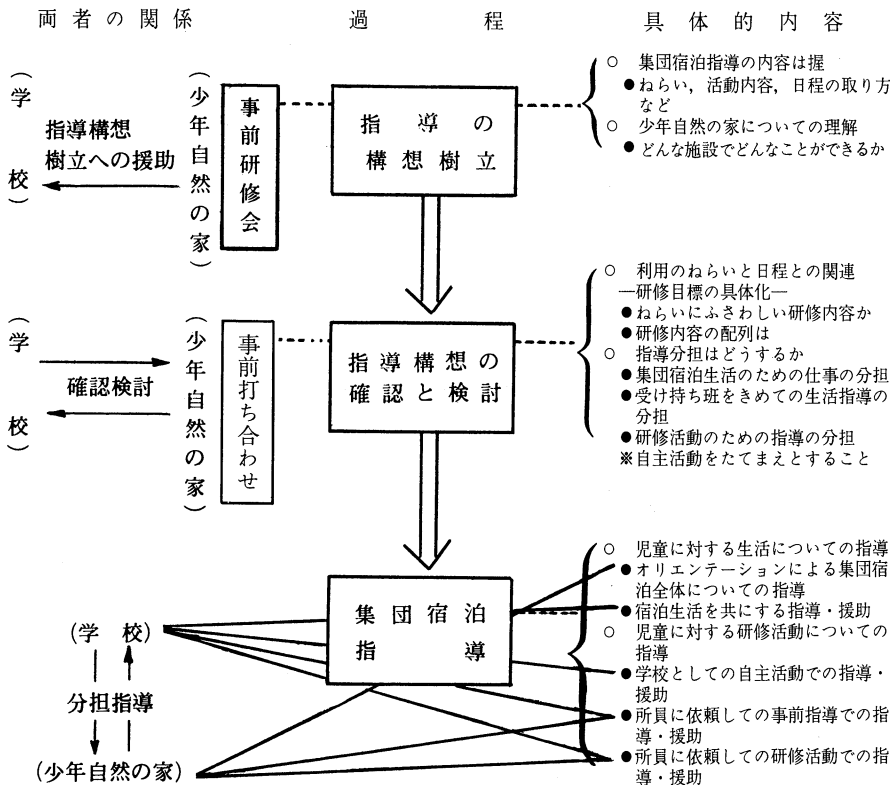 両者の関係　過程　具体的内容
(学校)
指導構想
樹立への援助
(少年自然の家)
事前研修会
指導の
構想樹立
○ 集団宿泊指導の内容は握
●ねらい，活動内容，日程の取り方
など
○ 少年自然の家についての理解
●どんな施設でどんなことができるか
(学校)
確認検討
(少年自然の家)
事前打ち合わせ
指導構想の
確認と検討
○ 利用のねらいと日程との関連
―研修目標の具体化―
●ねらいにふさわしい研修内容か
●研修内容の配列は
○ 指導分担はどうするか
●集団宿泊生活のための仕事の分担
●受け持ち班をきめての生活指導の
分担
●研修活動のための指導の分担
※自主活動をたてまえとすること
(学校)
分担指導
(少年自然の家)
集団宿泊
指導
○ 児童に対する生活についての指導
●オリエンテーションによる集団宿
泊全体についての指導
●宿泊生活を共にする指導・援助
○ 児童に対する研修活動についての
指導
●学校としての自主活動での指導・
援助
●所員に依頼しての事前指導での指
導・援助
●所員に依頼しての研修活動での指
導・援助